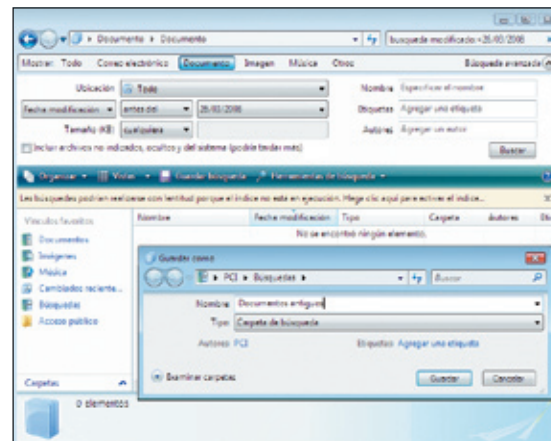 Documento ▸ Documento
busqueda modificado:<26/03/2008
Mostrar: Todo Correo electrónico Documento Imagen Música Otros Búsqueda avanzada
Ubicación Todo Nombre Especificar el nombre
Fecha modificación antes del 26/03/2008 Etiquetas Agregar una etiqueta
Tamaño (KB) cualquiera Autores Agregar un autor
Incluir archivos no indizados, ocultos y del sistema (podría tardar más) Buscar
Organizar Vistas Guardar búsqueda Herramientas de búsqueda
Las búsquedas podrían realizarse con lentitud porque el índice no está en ejecución. Haga clic aquí para activar el índice...
Vínculos favoritos Nombre Fecha modificación Tipo Carpeta Autores
No se encontró ningún elemento.
Documentos
Imágenes
Música
Cambiados reciente...
Búsquedas
Acceso público
Carpetas
Guardar como
PCI ▸ Búsquedas ▸ Buscar
Nombre: Documentos antiguos
Tipo: Carpeta de búsqueda
Autores: PCI Etiquetas: Agregar una etiqueta
Examinar carpetas Guardar Cancelar
0 elementos